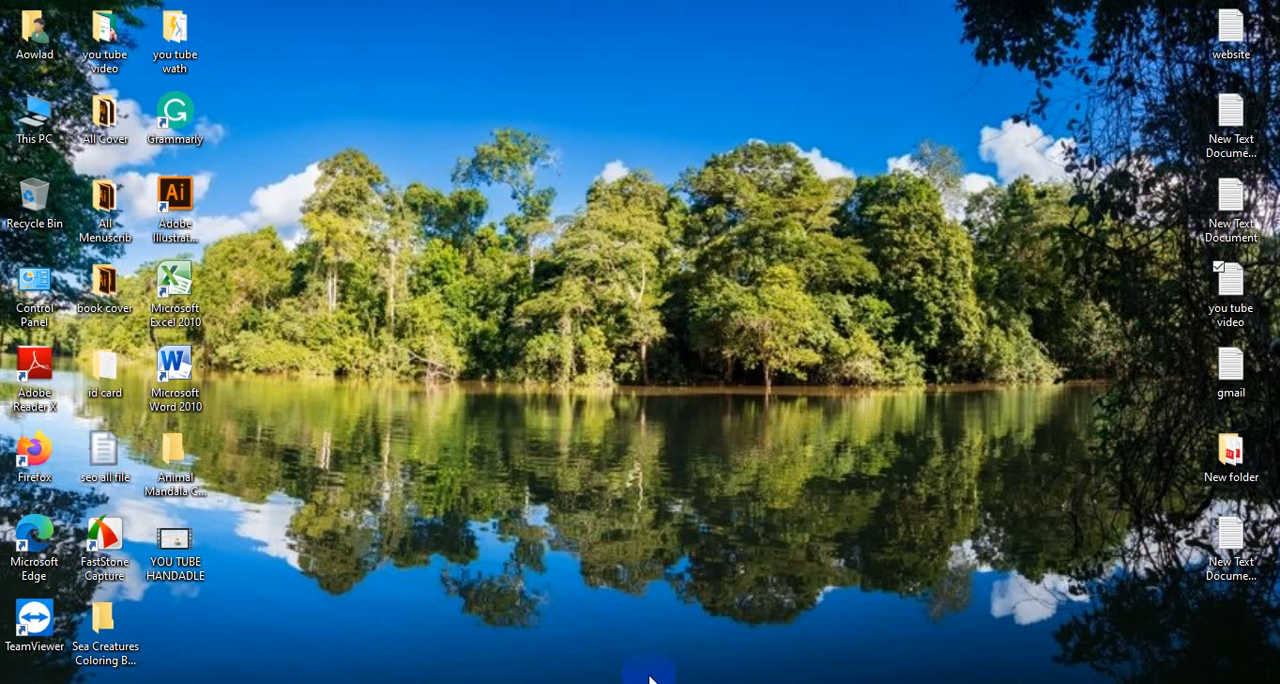 Aowlad
you tube
video
you tube
wath
This PC
All Cover
Grammarly
Recycle Bin
All
Menuscrib
Adobe
Illustrat...
Control
Panel
book cover
Microsoft
Excel 2010
Adobe
Reader X
id card
Microsoft
Word 2010
Firefox
seo all file
Animal
Mandala C...
Microsoft
Edge
FastStone
Capture
YOU TUBE
HANDADLE
TeamViewer
Sea Creatures
Coloring B...
website
New Text
Docume...
New Text
Document
you tube
video
gmail
New folder
New Text
Docume...
Ai